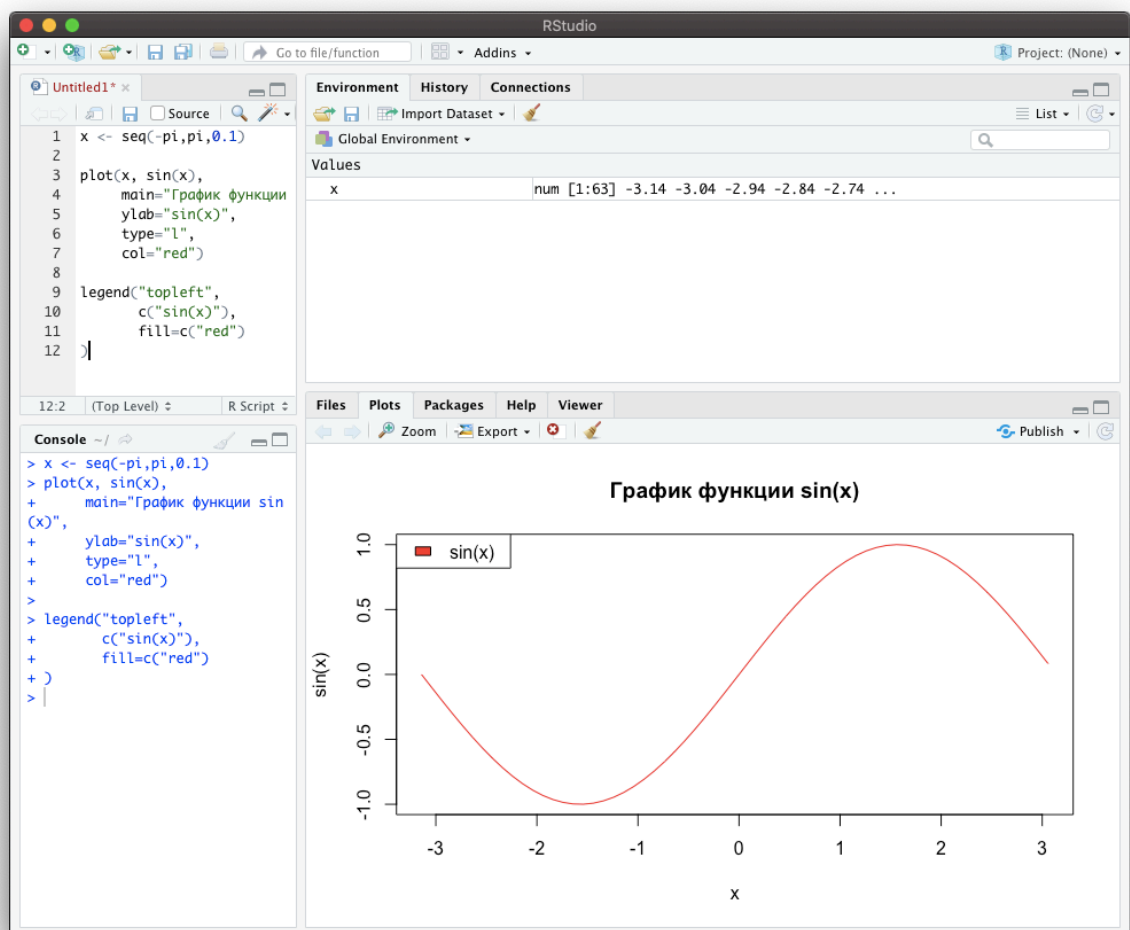 RStudio
Go to file/function
Addins
Project: (None)
Untitled1*
Source
1 x <- seq(-pi,pi,0.1)
2
3 plot(x, sin(x),
4 main="График функции
5 ylab="sin(x)",
6 type="l",
7 col="red")
8
9 legend("topleft",
10 c("sin(x)"),
11 fill=c("red")
12 )
12:2 (Top Level) R Script
Console ~/
> x <- seq(-pi,pi,0.1)
> plot(x, sin(x),
+ main="График функции sin
(x)",
+ ylab="sin(x)",
+ type="l",
+ col="red")
>
> legend("topleft",
+ c("sin(x)"),
+ fill=c("red")
+ )
>
Environment History Connections
Import Dataset
List
Global Environment
Values
x num [1:63] -3.14 -3.04 -2.94 -2.84 -2.74 ...
Files Plots Packages Help Viewer
Zoom Export Publish
График функции sin(x)
sin(x)
1.0
0.5
0.0
-0.5
-1.0
sin(x)
-3 -2 -1 0 1 2 3
x